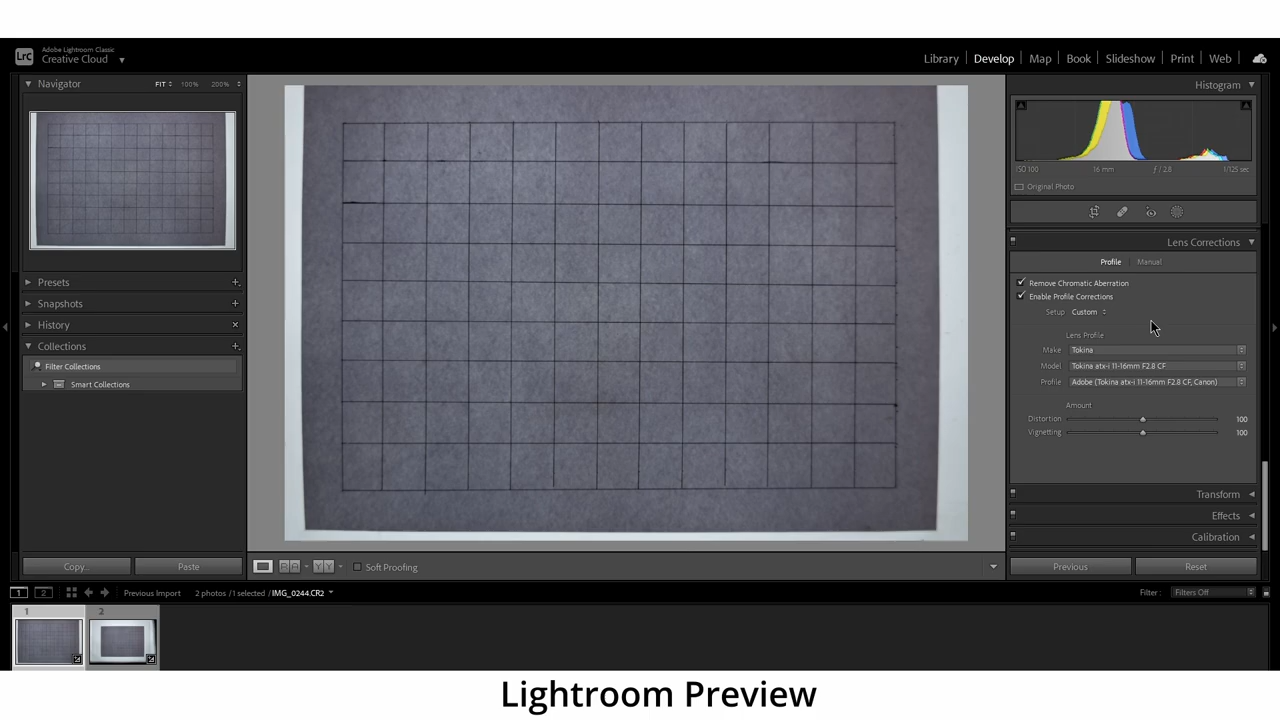 Lrc
Adobe Lightroom Classic
Creative Cloud
Library | Develop | Map | Book | Slideshow | Print | Web
Navigator
FIT 100% 200%
Presets
Snapshots
History
Collections
Filter Collections
Smart Collections
Copy...
Paste
Soft Proofing
Histogram
ISO 100 16 mm ƒ / 2.8 1/125 sec
Original Photo
Lens Corrections
Profile Manual
Remove Chromatic Aberration
Enable Profile Corrections
Setup Custom
Lens Profile
Make Tokina
Model Tokina atx-i 11-16mm F2.8 CF
Profile Adobe (Tokina atx-i 11-16mm F2.8 CF, Canon)
Amount
Distortion 100
Vignetting 100
Transform
Effects
Calibration
Previous
Reset
1 2 Previous Import 2 photos / 1 selected / IMG_0244.CR2
Filter : Filters Off
1 2
Lightroom Preview